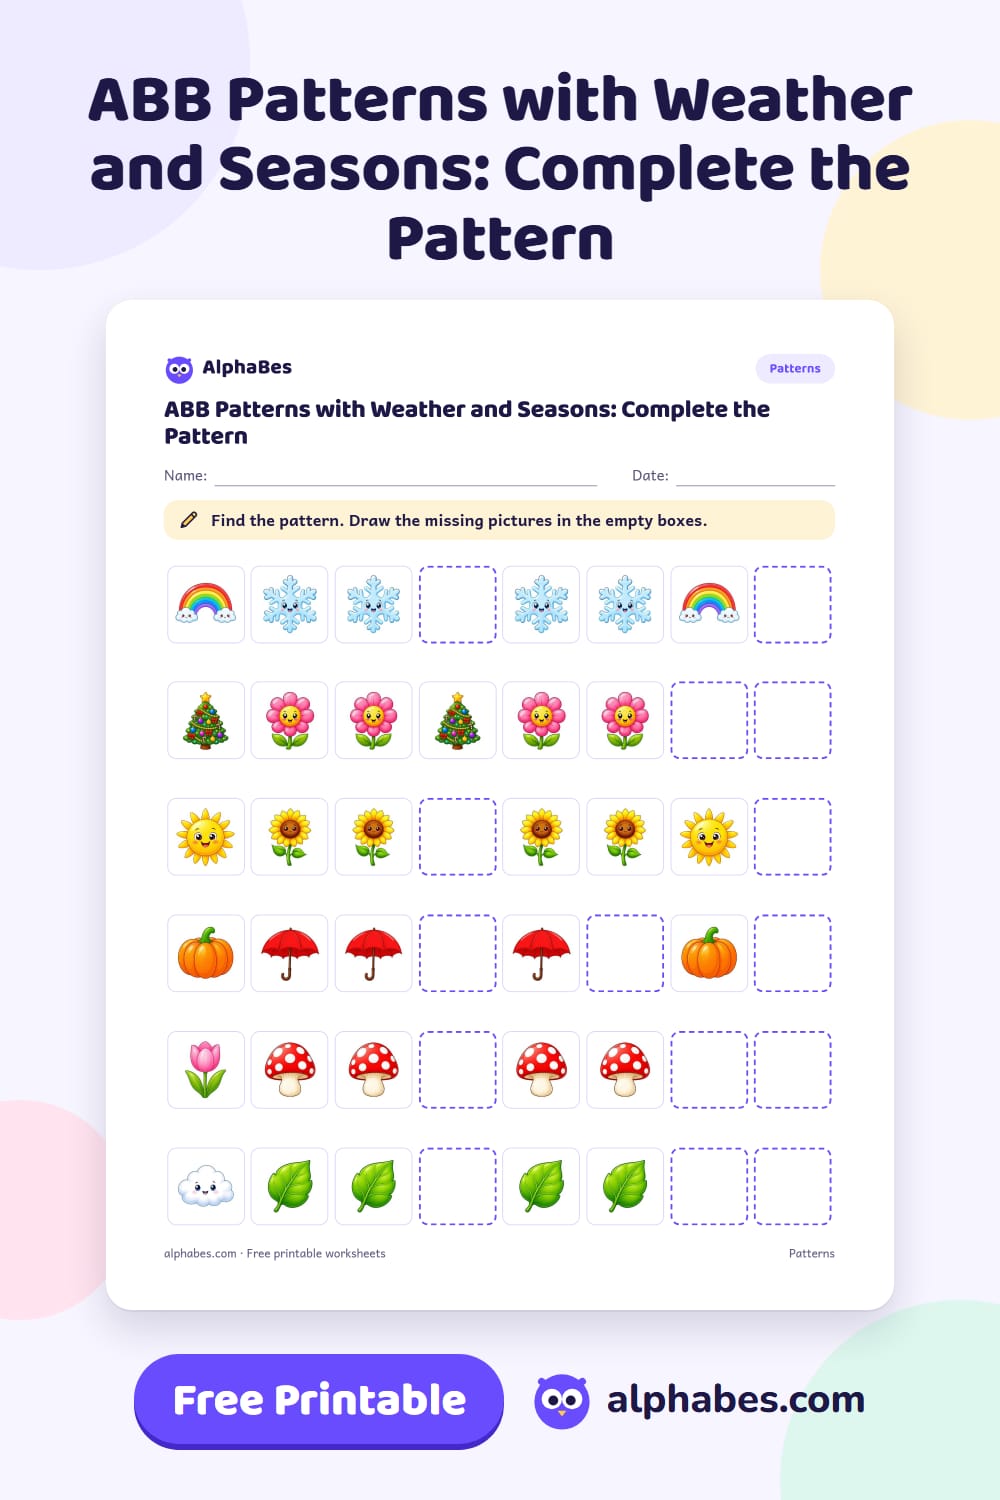 ABB Patterns with Weather
and Seasons: Complete the
Pattern
AlphaBes
Patterns
ABB Patterns with Weather and Seasons: Complete the
Pattern
Name:
Date:
Find the pattern. Draw the missing pictures in the empty boxes.
alphabes.com · Free printable worksheets
Patterns
Free Printable
alphabes.com